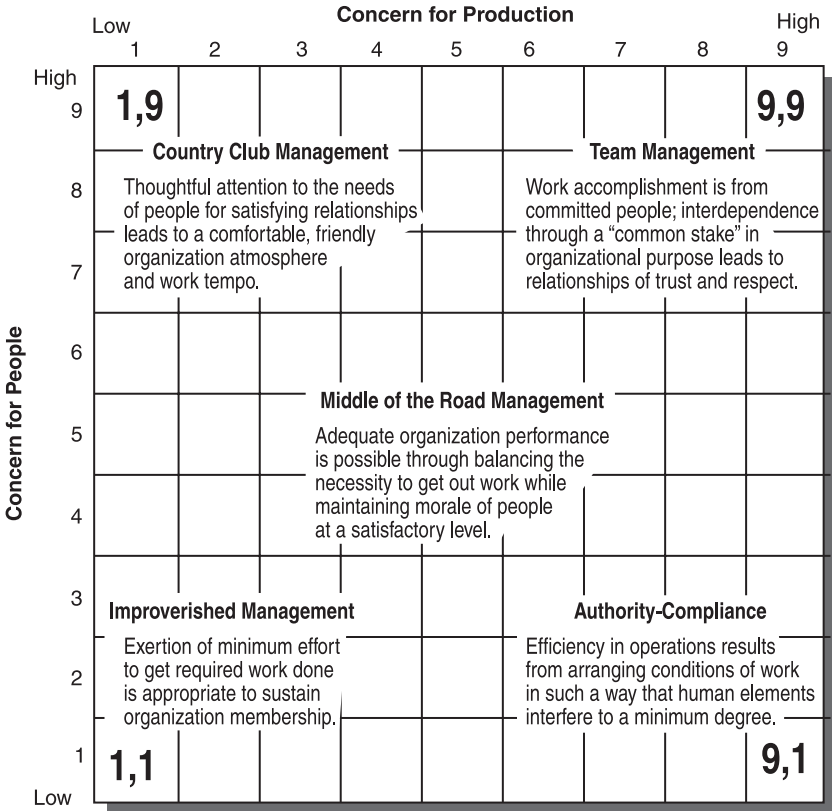 Concern for Production
Low High
1 2 3 4 5 6 7 8 9
High
9
8
7
6
5
4
3
2
1
Low
Concern for People
1,9
Country Club Management
Thoughtful attention to the needs
of people for satisfying relationships
leads to a comfortable, friendly
organization atmosphere
and work tempo.
9,9
Team Management
Work accomplishment is from
committed people; interdependence
through a “common stake” in
organizational purpose leads to
relationships of trust and respect.
Middle of the Road Management
Adequate organization performance
is possible through balancing the
necessity to get out work while
maintaining morale of people
at a satisfactory level.
Improverished Management
Exertion of minimum effort
to get required work done
is appropriate to sustain
organization membership.
1,1
Authority-Compliance
Efficiency in operations results
from arranging conditions of work
in such a way that human elements
interfere to a minimum degree.
9,1